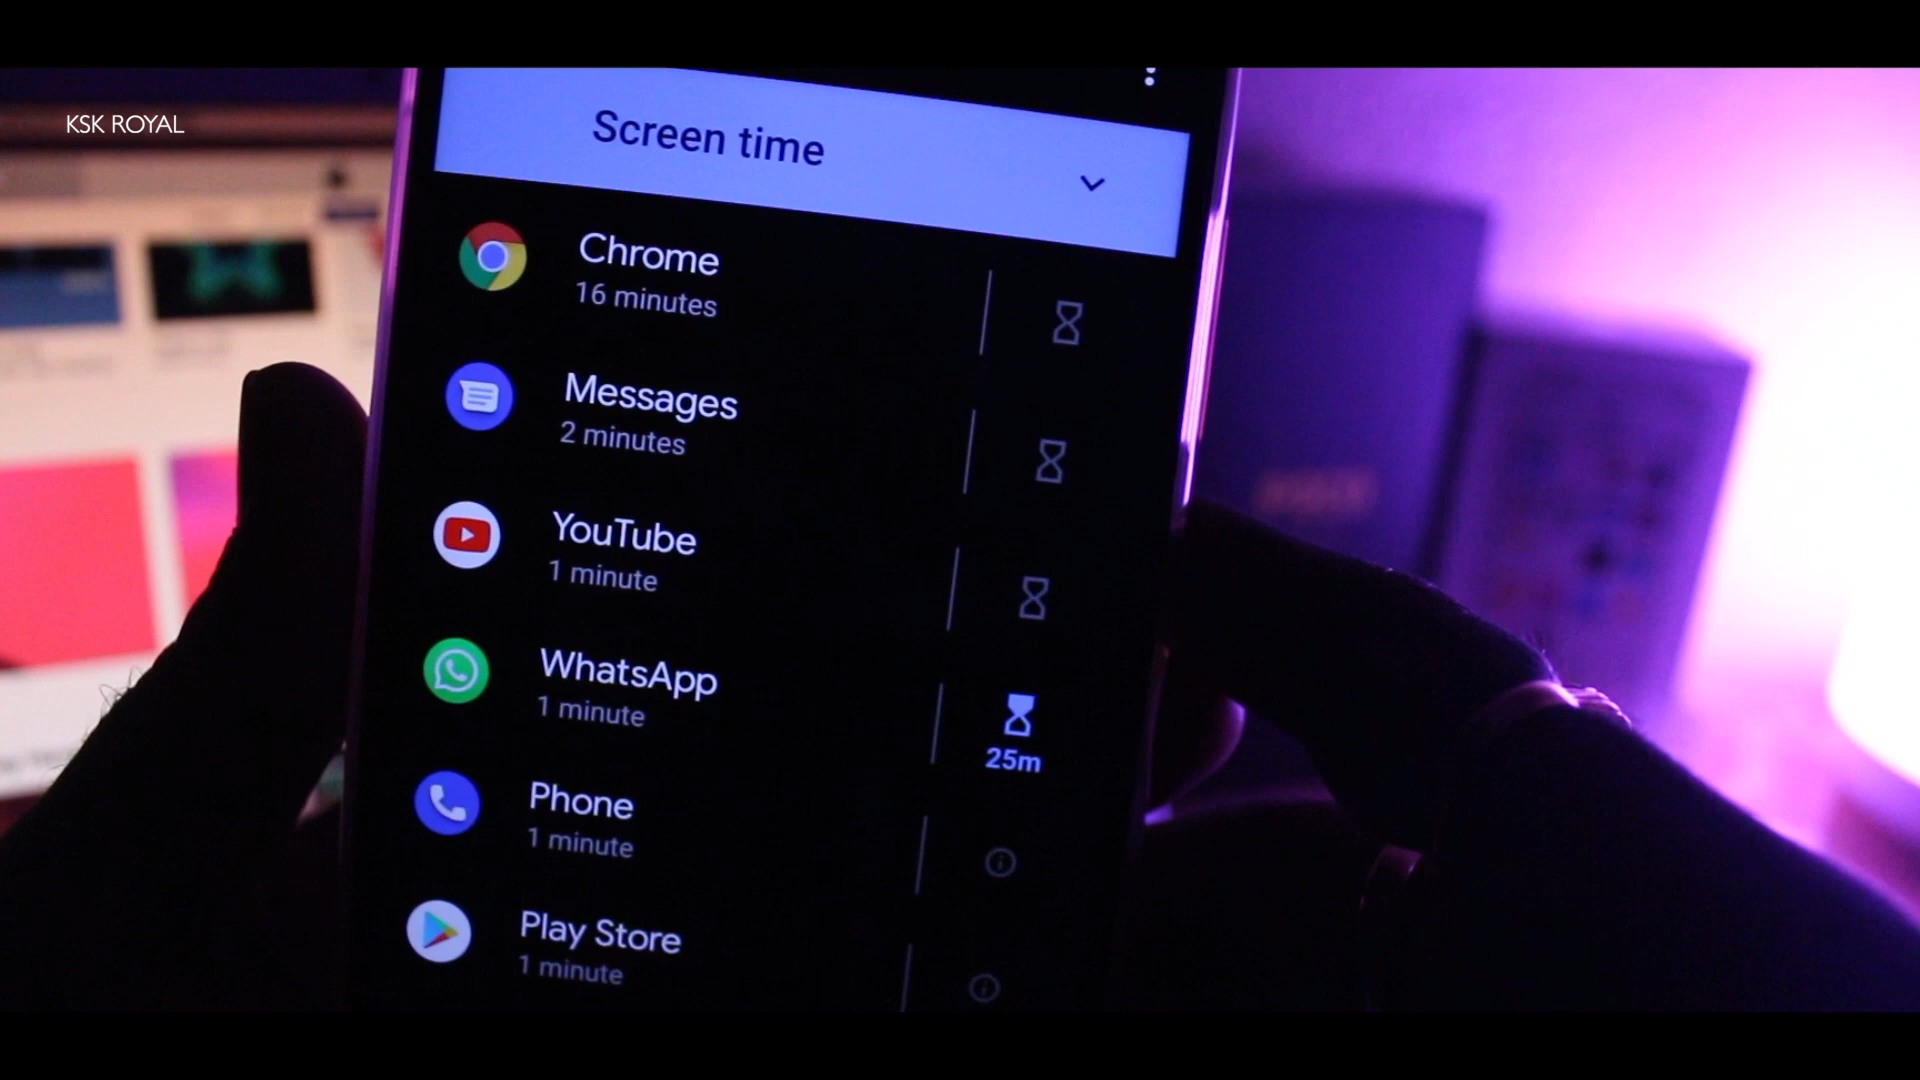 KSK ROYAL
Screen time
Chrome
16 minutes
Messages
2 minutes
YouTube
1 minute
WhatsApp
1 minute
25m
Phone
1 minute
Play Store
1 minute